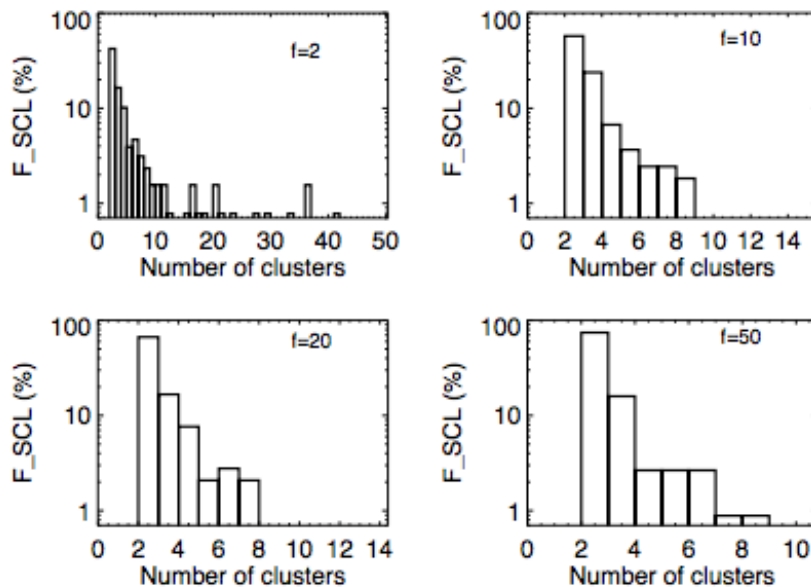 100
10
1
F_SCL (%)
f=2
0 10 20 30 40 50
Number of clusters
100
10
1
F_SCL (%)
f=10
0 2 4 6 8 10 12 14
Number of clusters
100
10
1
F_SCL (%)
f=20
0 2 4 6 8 10 12 14
Number of clusters
100
10
1
F_SCL (%)
f=50
0 2 4 6 8 10
Number of clusters